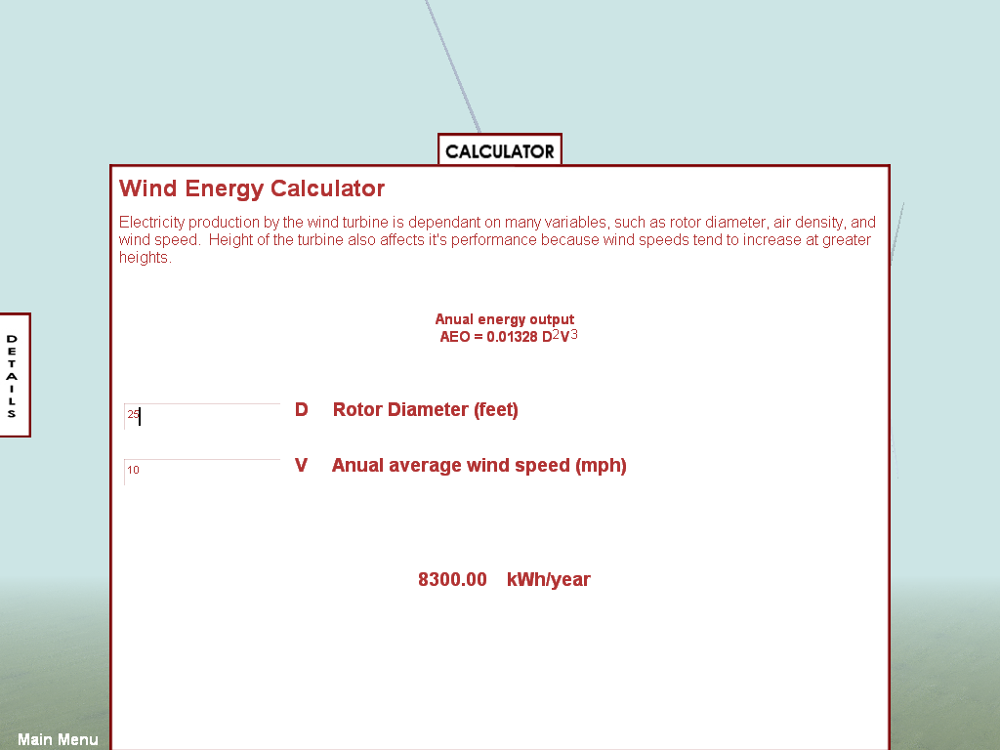 CALCULATOR
Wind Energy Calculator
Electricity production by the wind turbine is dependant on many variables, such as rotor diameter, air density, and
wind speed.  Height of the turbine also affects it's performance because wind speeds tend to increase at greater
heights.
Anual energy output
AEO = 0.01328 D²V³
DETAILS
25 D Rotor Diameter (feet)
10 V Anual average wind speed (mph)
8300.00 kWh/year
Main Menu